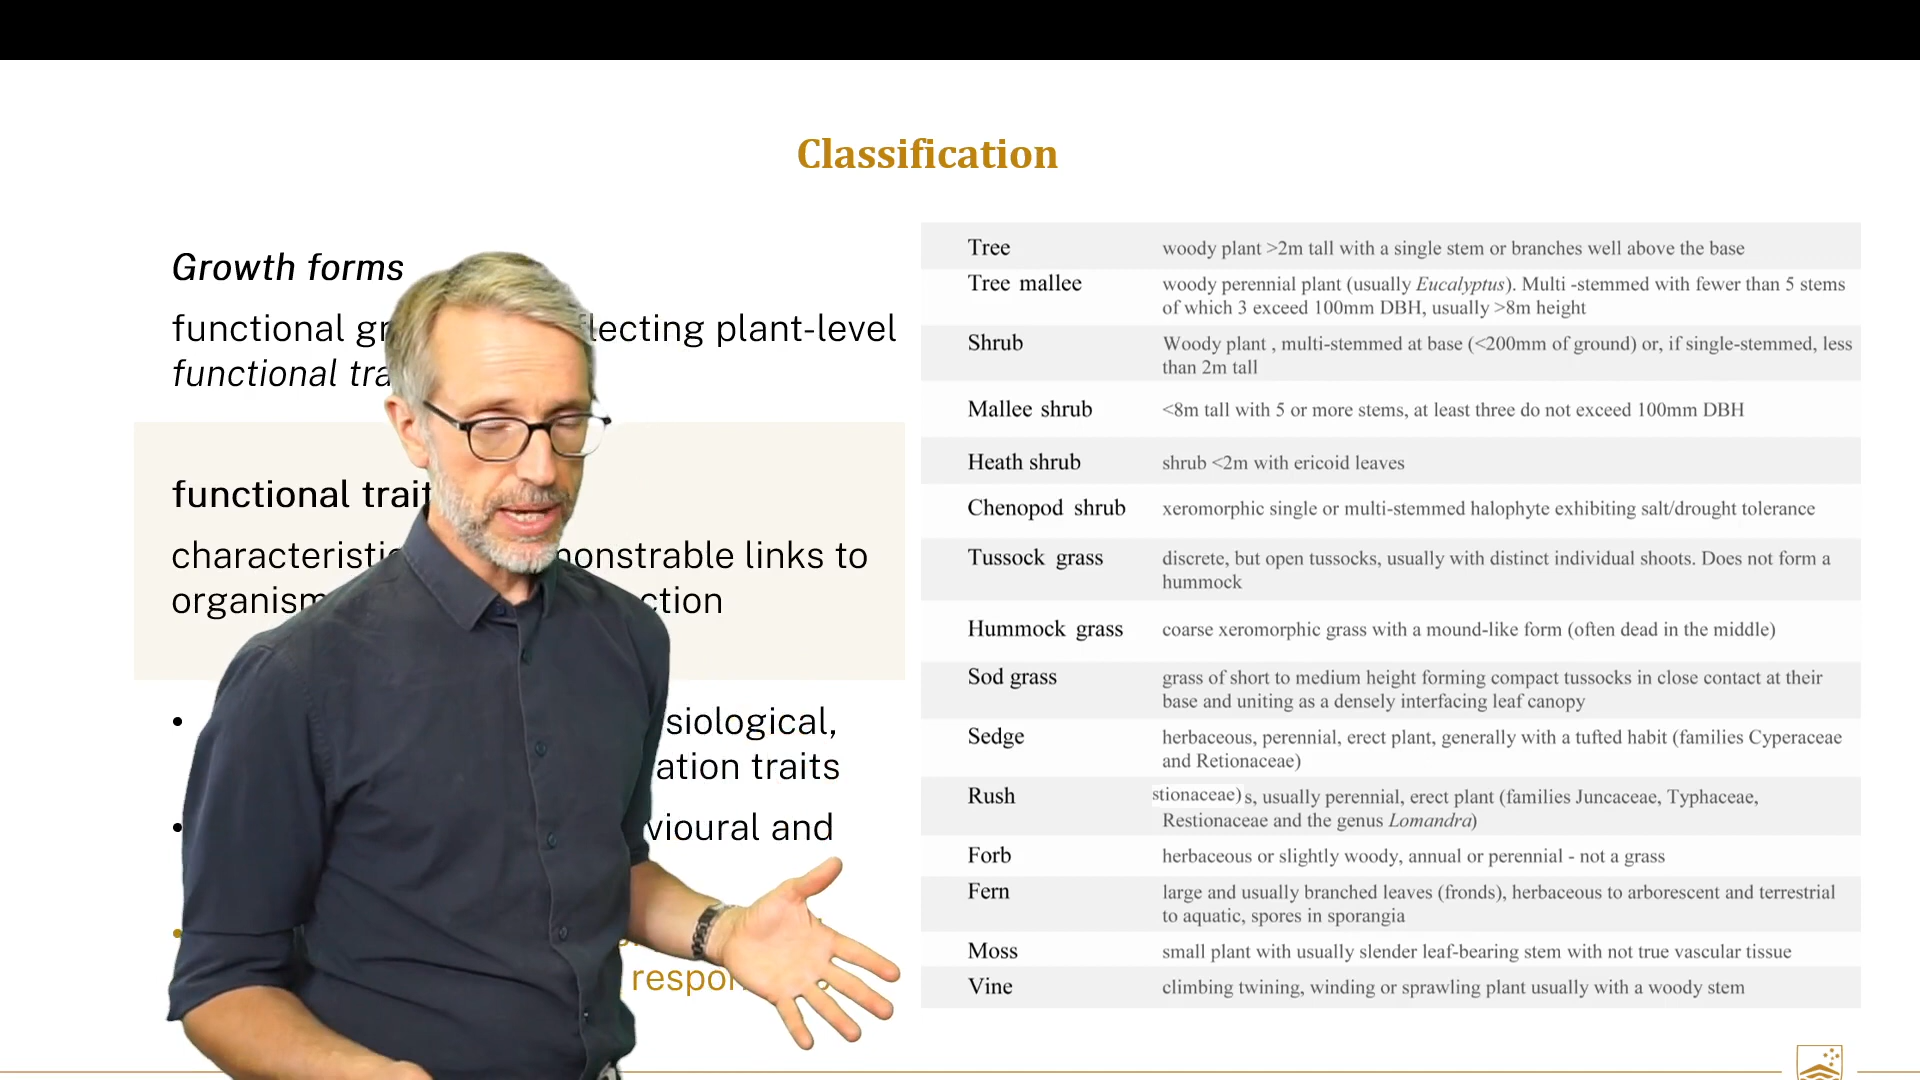 Classification
Growth forms
functional lecting plant-level
functional
functional
characteristic monstrable links to
organism ction
siological,
ation traits
vioural and
Tree woody plant >2m tall with a single stem or branches well above the base
Tree mallee woody perennial plant (usually Eucalyptus). Multi -stemmed with fewer than 5 stems
of which 3 exceed 100mm DBH, usually >8m height
Shrub Woody plant , multi-stemmed at base (<200mm of ground) or, if single-stemmed, less
than 2m tall
Mallee shrub <8m tall with 5 or more stems, at least three do not exceed 100mm DBH
Heath shrub shrub <2m with ericoid leaves
Chenopod shrub xeromorphic single or multi-stemmed halophyte exhibiting salt/drought tolerance
Tussock grass discrete, but open tussocks, usually with distinct individual shoots. Does not form a
hummock
Hummock grass coarse xeromorphic grass with a mound-like form (often dead in the middle)
Sod grass grass of short to medium height forming compact tussocks in close contact at their
base and uniting as a densely interfacing leaf canopy
Sedge herbaceous, perennial, erect plant, generally with a tufted habit (families Cyperaceae
and Retionaceae)
Rush stionaceae) s, usually perennial, erect plant (families Juncaceae, Typhaceae,
Restionaceae and the genus Lomandra)
Forb herbaceous or slightly woody, annual or perennial - not a grass
Fern large and usually branched leaves (fronds), herbaceous to arborescent and terrestrial
to aquatic, spores in sporangia
Moss small plant with usually slender leaf-bearing stem with not true vascular tissue
Vine climbing twining, winding or sprawling plant usually with a woody stem